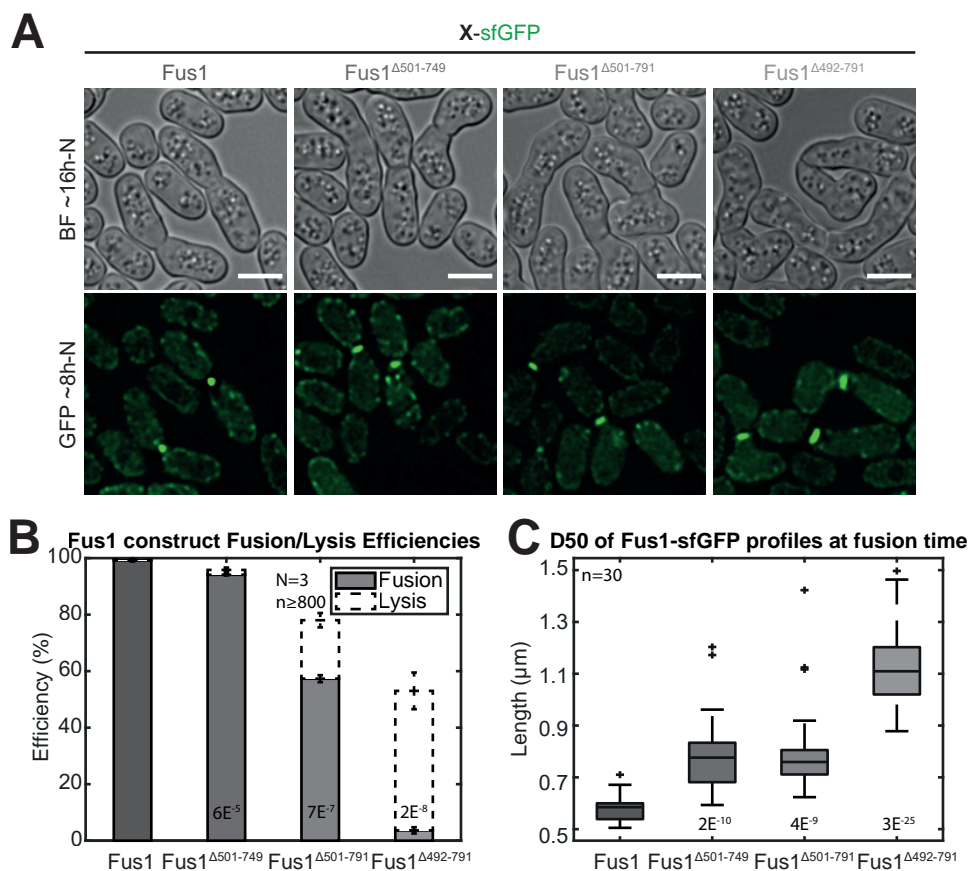 A
X-sfGFP
Fus1 Fus1Δ501-749 Fus1Δ501-791 Fus1Δ492-791
BF ~16h-N
GFP ~8h-N
B Fus1 construct Fusion/Lysis Efficiencies
Efficiency (%)
100
80
60
40
20
0
N=3
n≥800
Fusion
Lysis
6E-5 7E-7 2E-8
Fus1 Fus1Δ501-749 Fus1Δ501-791 Fus1Δ492-791
C D50 of Fus1-sfGFP profiles at fusion time
Length (µm)
1.5
1.3
1.1
0.9
0.7
0.5
n=30
2E-10 4E-9 3E-25
Fus1 Fus1Δ501-749 Fus1Δ501-791 Fus1Δ492-791